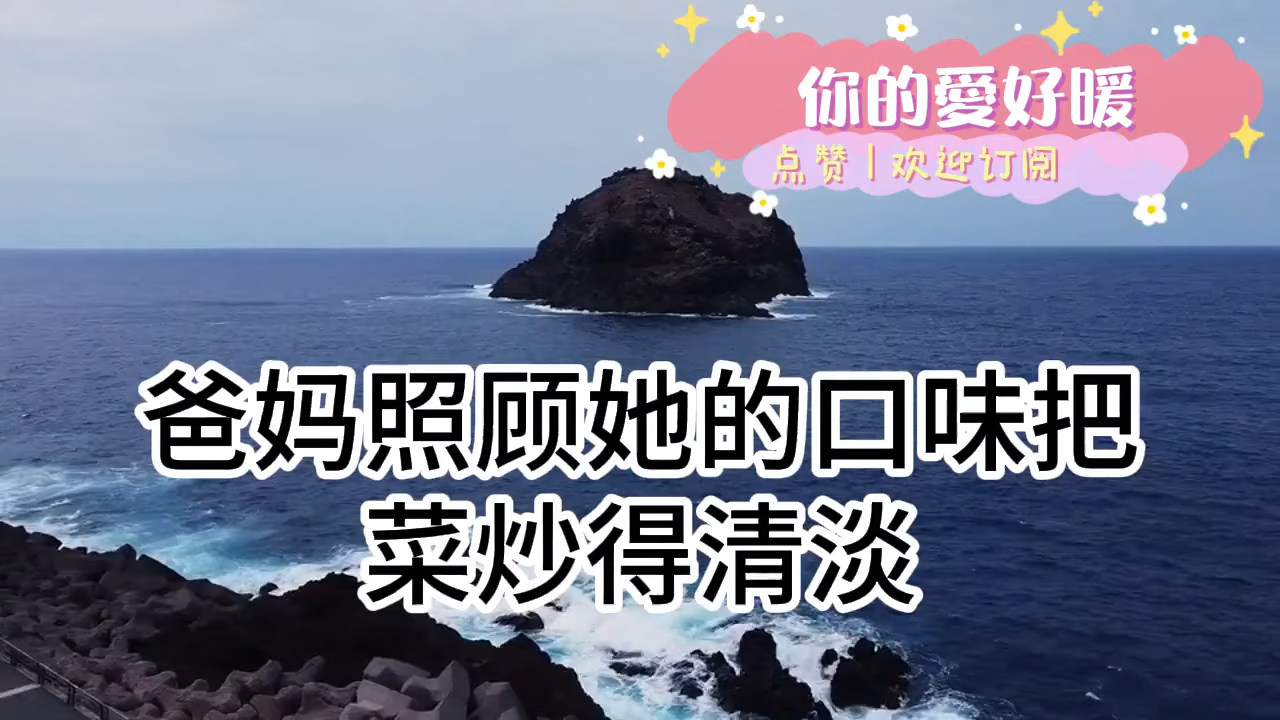 你的愛好暖
点赞 | 欢迎订阅
爸妈照顾她的口味把
菜炒得清淡